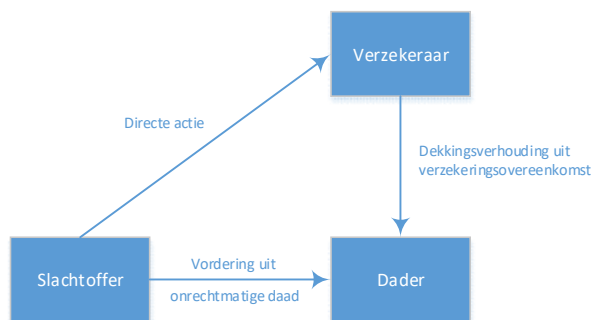 Verzekeraar
Directe actie
Dekkingsverhouding uit
verzekeringsovereenkomst
Slachtoffer
Vordering uit
onrechtmatige daad
Dader